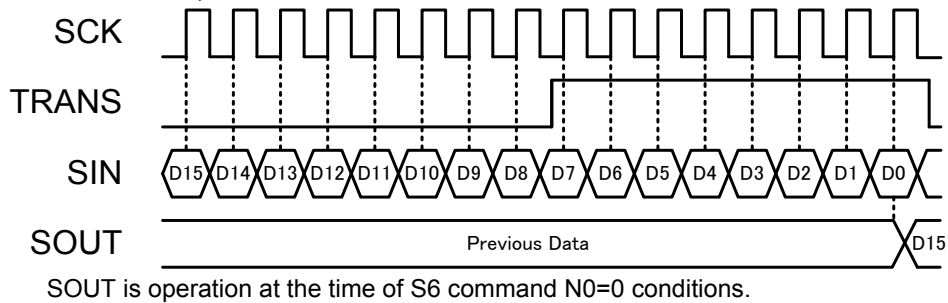 SCK
TRANS
SIN D15 D14 D13 D12 D11 D10 D9 D8 D7 D6 D5 D4 D3 D2 D1 D0
SOUT Previous Data D15
SOUT is operation at the time of S6 command N0=0 conditions.